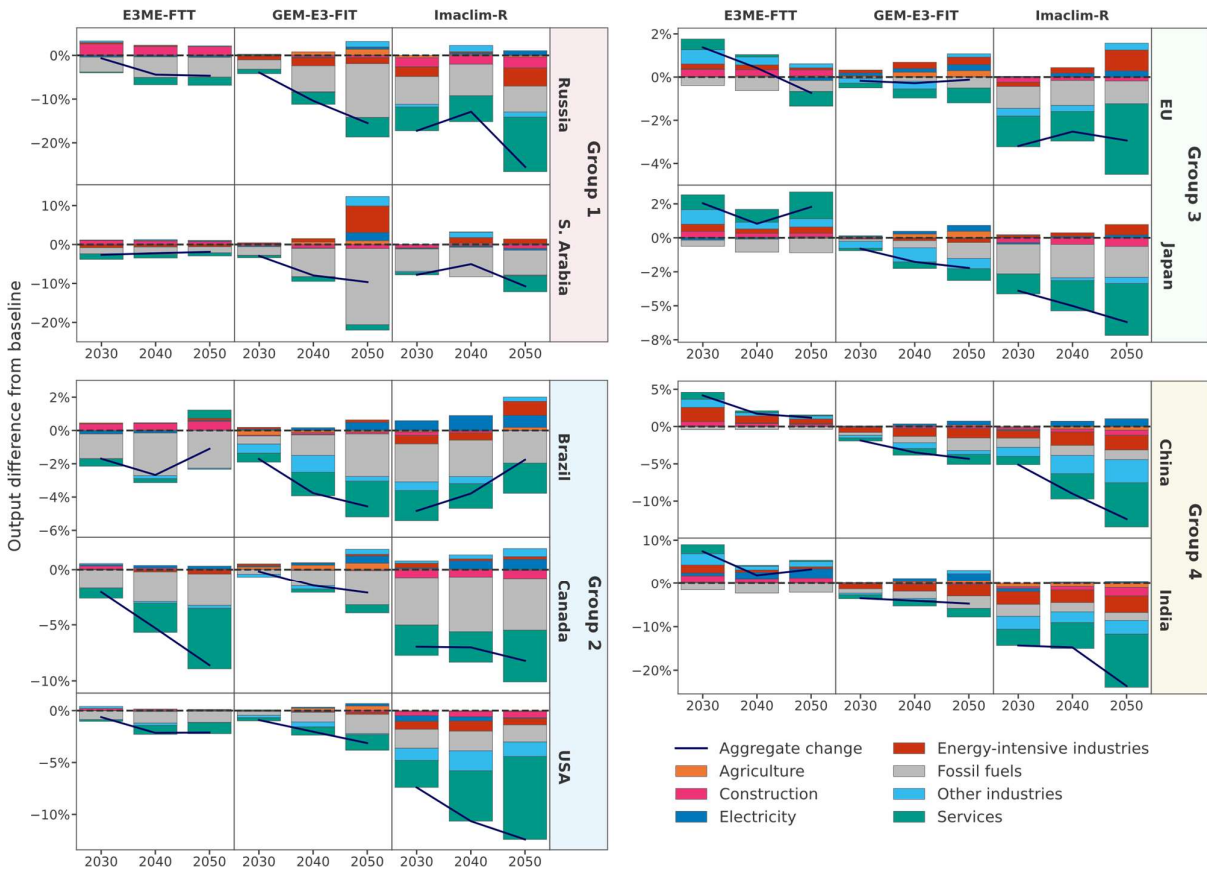 E3ME-FTT GEM-E3-FIT Imaclim-R
0%
−10%
−20%
Russia
10%
0%
−10%
−20%
S. Arabia
Group 1
2030 2040 2050 2030 2040 2050 2030 2040 2050
E3ME-FTT GEM-E3-FIT Imaclim-R
2%
0%
−2%
−4%
EU
2%
0%
−2%
−5%
−8%
Japan
Group 3
2030 2040 2050 2030 2040 2050 2030 2040 2050
Output difference from baseline
2%
0%
−2%
−4%
−6%
Brazil
0%
−5%
−10%
Canada
0%
−5%
−10%
USA
Group 2
2030 2040 2050 2030 2040 2050 2030 2040 2050
5%
0%
−5%
−10%
China
10%
0%
−10%
−20%
India
Group 4
2030 2040 2050 2030 2040 2050 2030 2040 2050
Aggregate change
Agriculture
Construction
Electricity
Energy-intensive industries
Fossil fuels
Other industries
Services